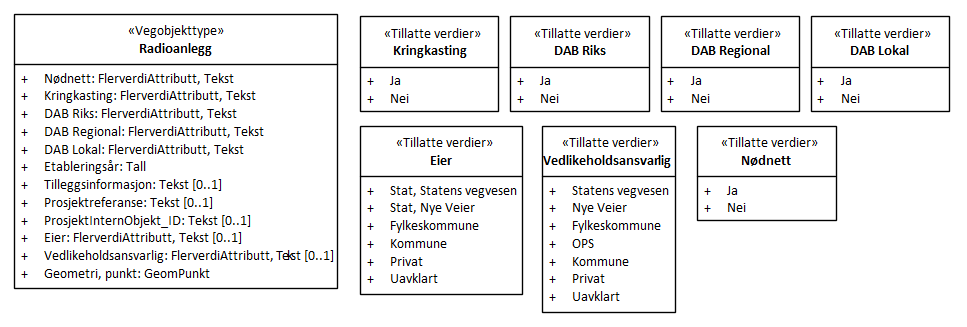 «Vegobjekttype»
Radioanlegg
+ Nødnett: FlerverdiAttributt, Tekst
+ Kringkasting: FlerverdiAttributt, Tekst
+ DAB Riks: FlerverdiAttributt, Tekst
+ DAB Regional: FlerverdiAttributt, Tekst
+ DAB Lokal: FlerverdiAttributt, Tekst
+ Etableringsår: Tall
+ Tilleggsinformasjon: Tekst [0..1]
+ Prosjektreferanse: Tekst [0..1]
+ ProsjektInternObjekt_ID: Tekst [0..1]
+ Eier: FlerverdiAttributt, Tekst [0..1]
+ Vedlikeholdsansvarlig: FlerverdiAttributt, Tekst [0..1]
+ Geometri, punkt: GeomPunkt
«Tillatte verdier»
Kringkasting
+ Ja
+ Nei
«Tillatte verdier»
DAB Riks
+ Ja
+ Nei
«Tillatte verdier»
DAB Regional
+ Ja
+ Nei
«Tillatte verdier»
DAB Lokal
+ Ja
+ Nei
«Tillatte verdier»
Eier
+ Stat, Statens vegvesen
+ Stat, Nye Veier
+ Fylkeskommune
+ Kommune
+ Privat
+ Uavklart
«Tillatte verdier»
Vedlikeholdsansvarlig
+ Statens vegvesen
+ Nye Veier
+ Fylkeskommune
+ OPS
+ Kommune
+ Privat
+ Uavklart
«Tillatte verdier»
Nødnett
+ Ja
+ Nei